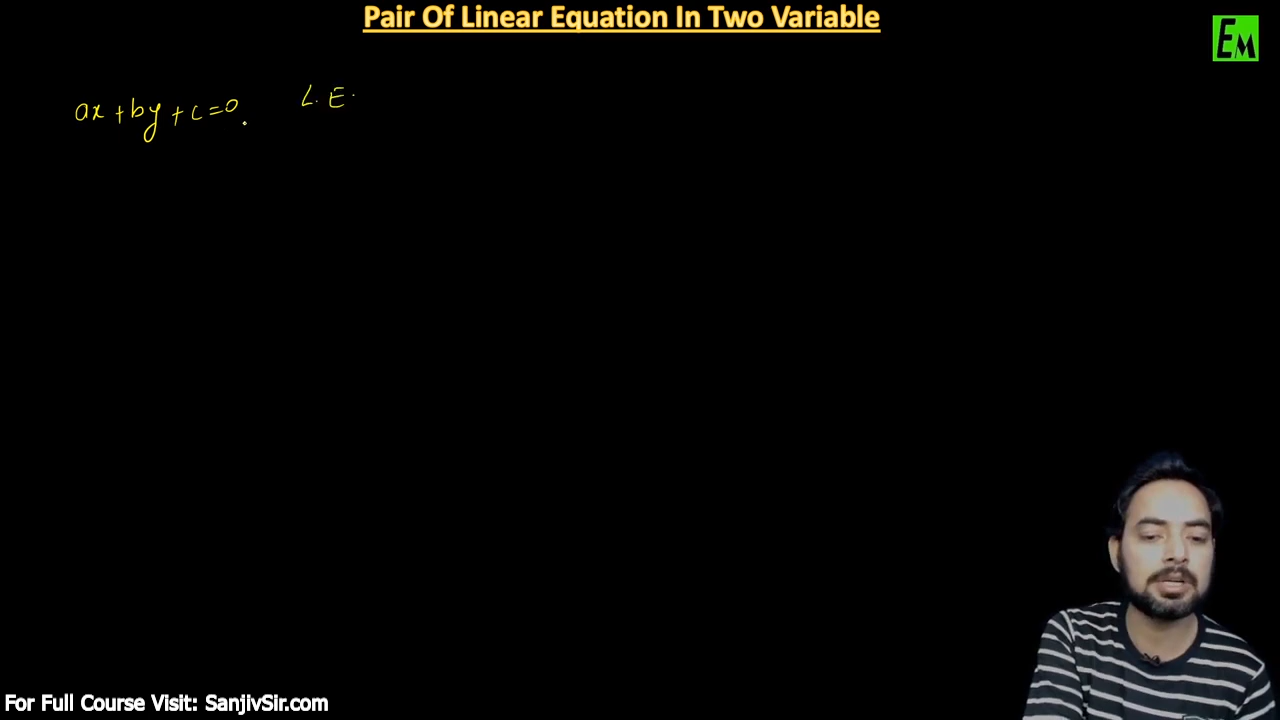 Pair Of Linear Equation In Two Variable
EM
ax + by + c = 0. L. E.
For Full Course Visit: SanjivSir.com